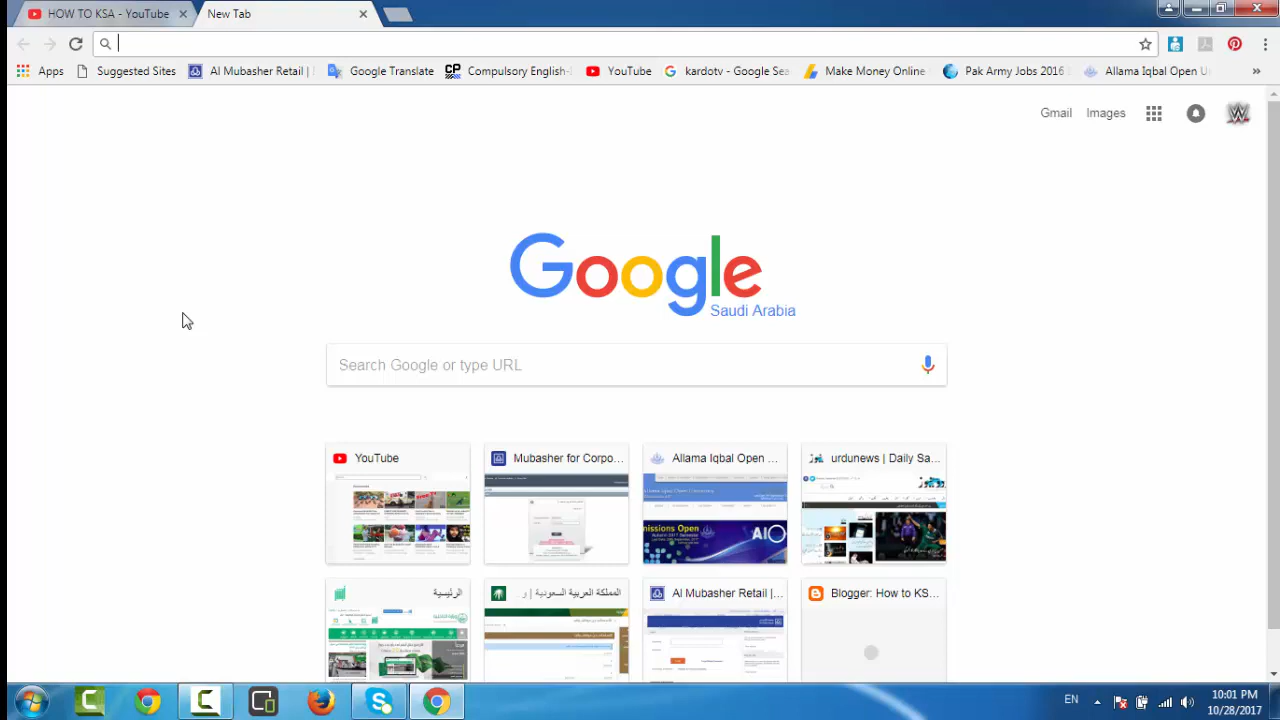 HOW TO KSA - YouTube
New Tab
Apps
Suggested Sites
Al Mubasher Retail |
Google Translate
Compulsory English-
YouTube
Google Sea
Make Money Online
Pak Army Jobs 2016
Allama Iqbal Open U
Gmail
Images
Google
Saudi Arabia
Search Google or type URL
YouTube
Mubasher for Corpo...
Allama Iqbal Open ...
urdunews | Daily Sa...
الرئيسية
المملكة العربية السعودية | و
Al Mubasher Retail |...
Blogger: How to KS...
EN
10:01 PM
10/28/2017